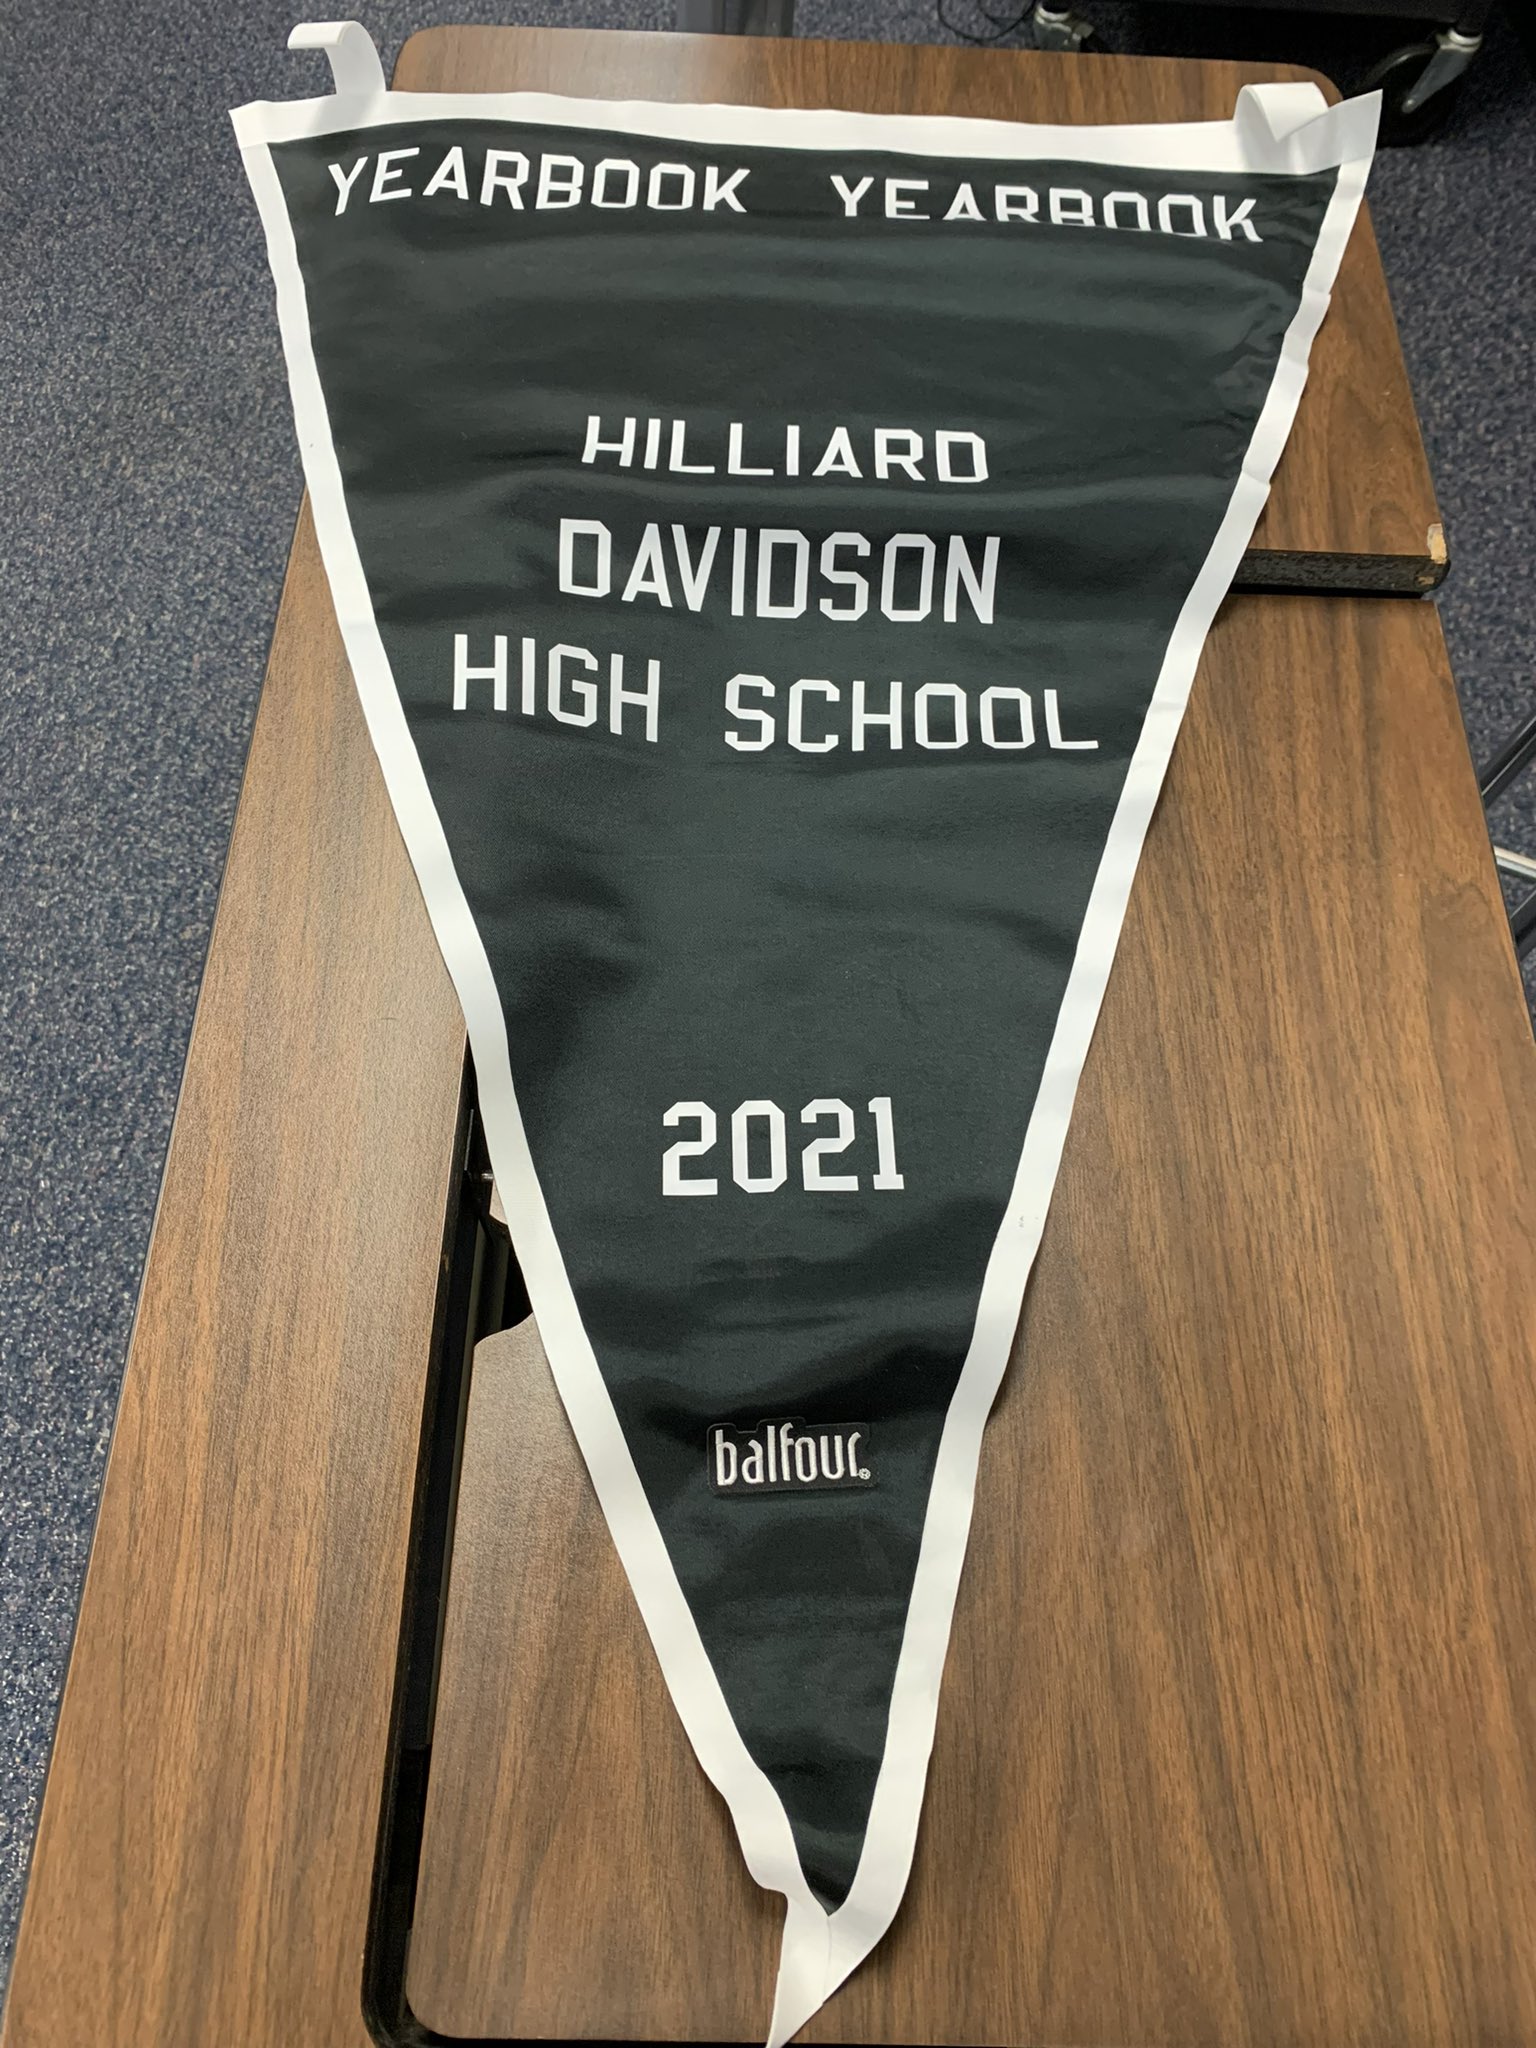 YEARBOOK YEARBOOK
HILLIARD
DAVIDSON
HIGH SCHOOL
2021
balfour®